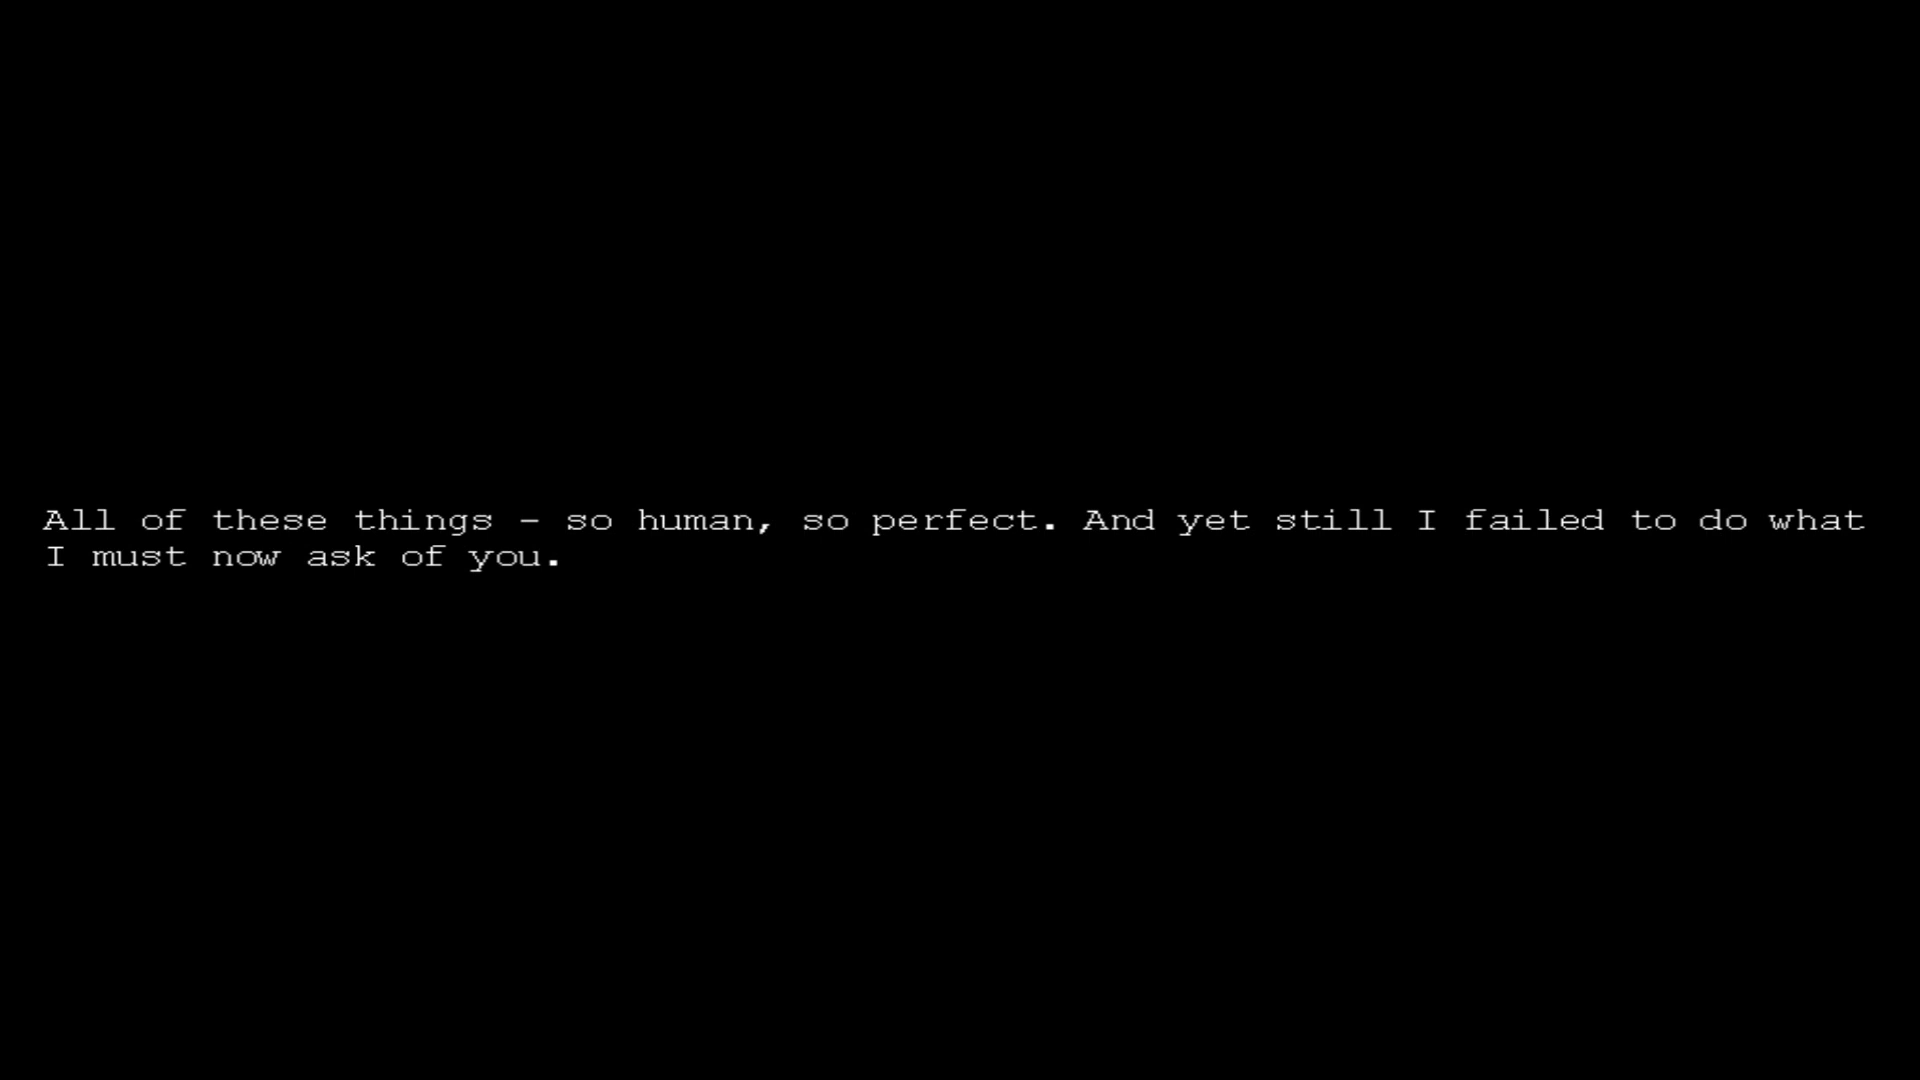 All of these things - so human, so perfect. And yet still I failed to do what
I must now ask of you.